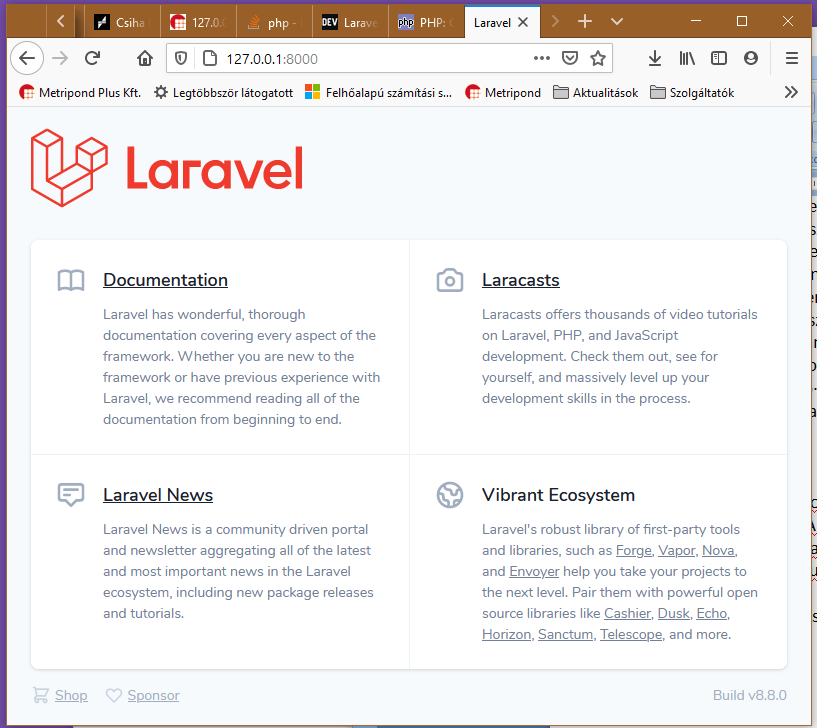 Csiha
127.0.0
php -
DEV Larave
php PHP: C
Laravel
127.0.0.1:8000
Metripond Plus Kft.
Legtöbbször látogatott
Felhőalapú számítási s...
Metripond
Aktualitások
Szolgáltatók
Laravel
Documentation
Laravel has wonderful, thorough
documentation covering every aspect of the
framework. Whether you are new to the
framework or have previous experience with
Laravel, we recommend reading all of the
documentation from beginning to end.
Laracasts
Laracasts offers thousands of video tutorials
on Laravel, PHP, and JavaScript
development. Check them out, see for
yourself, and massively level up your
development skills in the process.
Laravel News
Laravel News is a community driven portal
and newsletter aggregating all of the latest
and most important news in the Laravel
ecosystem, including new package releases
and tutorials.
Vibrant Ecosystem
Laravel's robust library of first-party tools
and libraries, such as Forge, Vapor, Nova,
and Envoyer help you take your projects to
the next level. Pair them with powerful open
source libraries like Cashier, Dusk, Echo,
Horizon, Sanctum, Telescope, and more.
Shop
Sponsor
Build v8.8.0